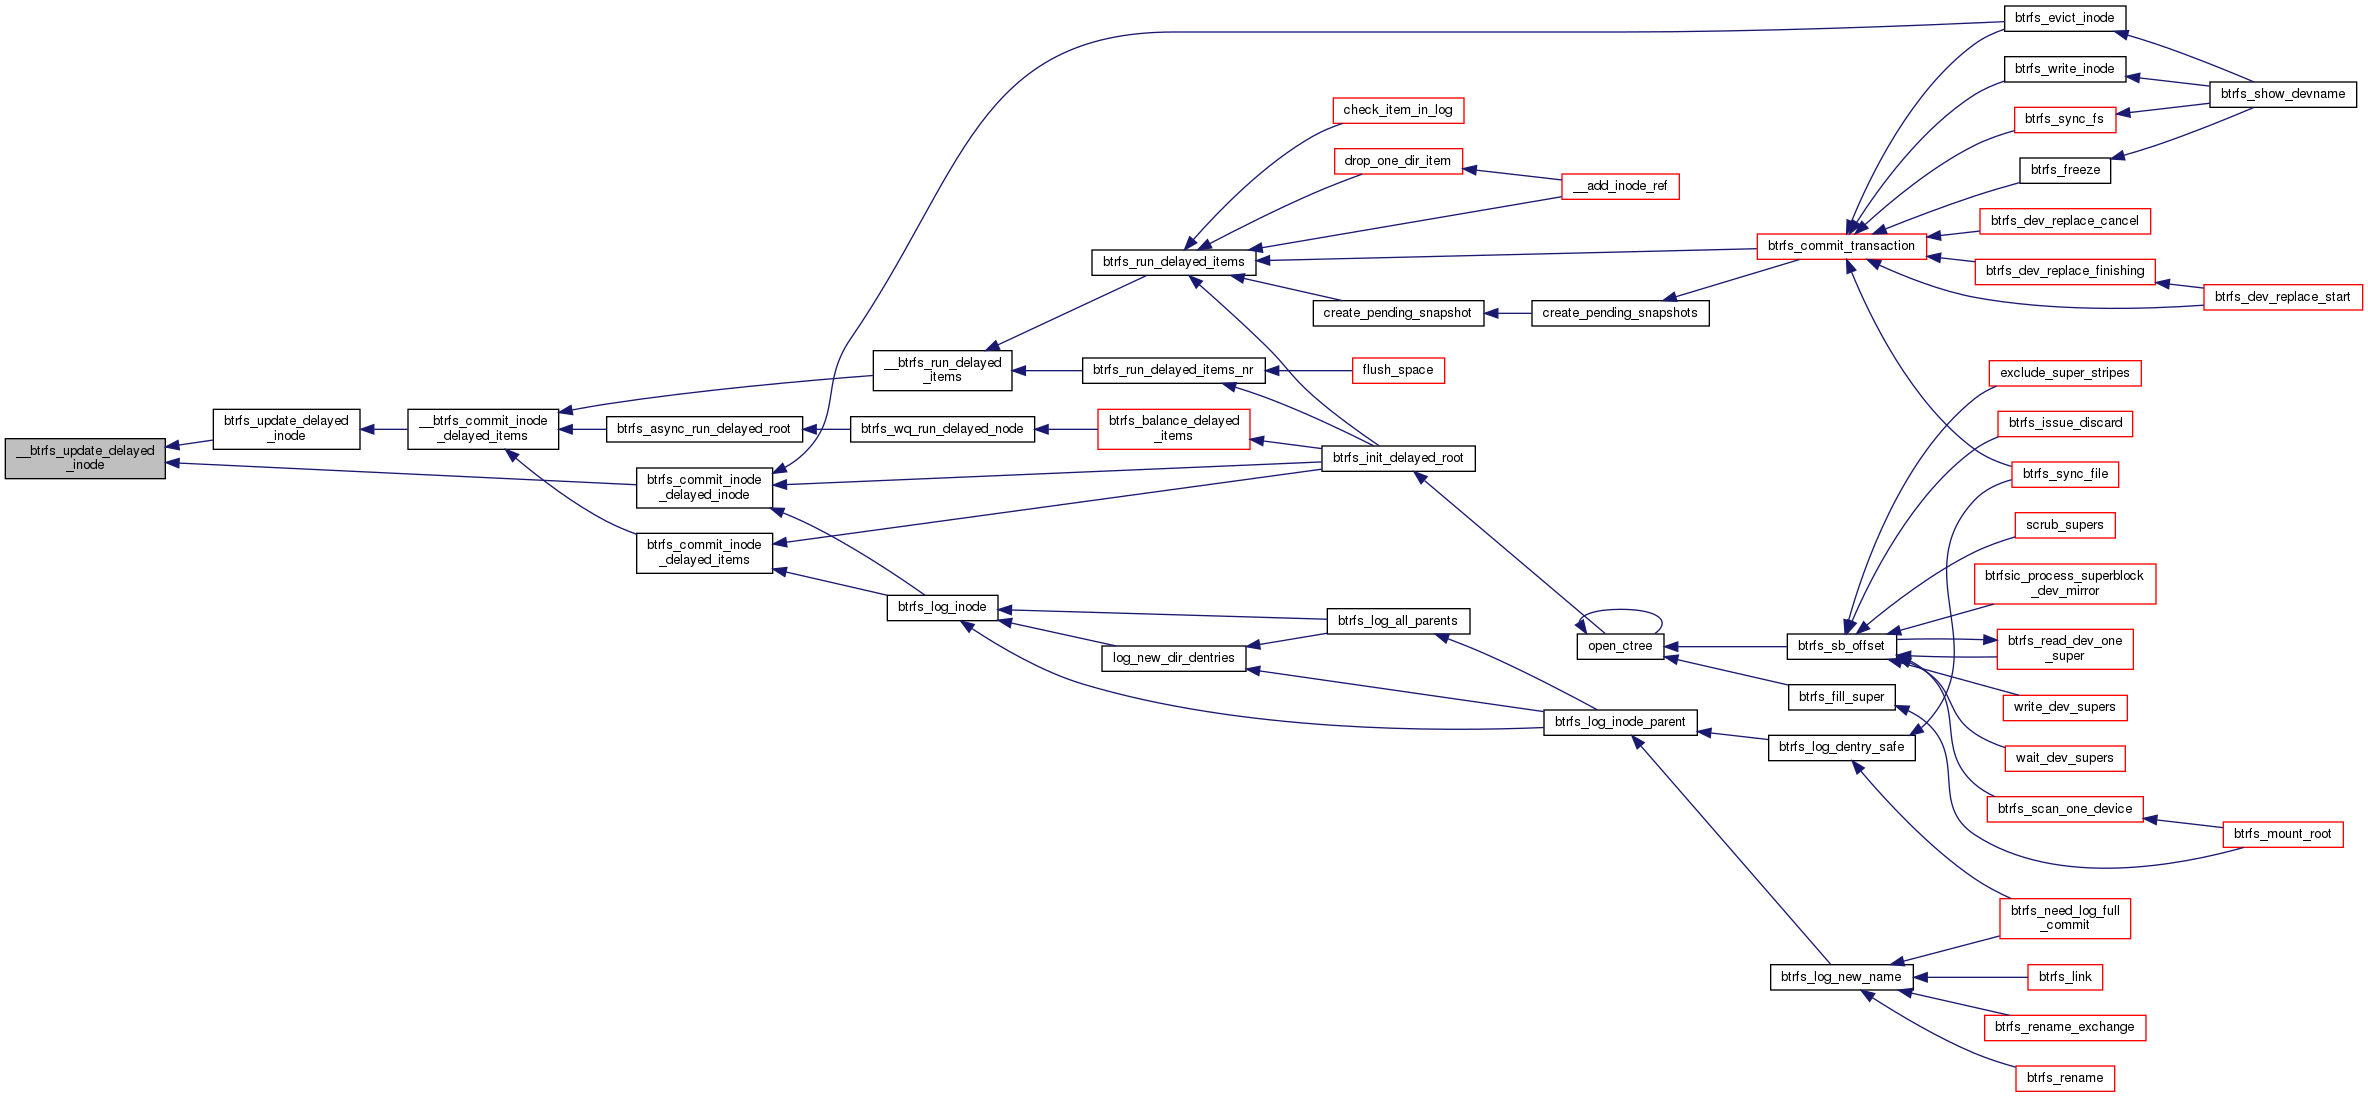 btrfs_evict_inode
btrfs_write_inode
btrfs_show_devname
check_item_in_log
btrfs_sync_fs
drop_one_dir_item
btrfs_freeze
__add_inode_ref
btrfs_dev_replace_cancel
btrfs_commit_transaction
btrfs_run_delayed_items
btrfs_dev_replace_finishing
btrfs_dev_replace_start
create_pending_snapshot
create_pending_snapshots
__btrfs_run_delayed
_items
btrfs_run_delayed_items_nr
flush_space
exclude_super_stripes
btrfs_update_delayed
_inode
__btrfs_commit_inode
_delayed_items
btrfs_async_run_delayed_root
btrfs_wq_run_delayed_node
btrfs_balance_delayed
_items
btrfs_issue_discard
__btrfs_update_delayed
_inode
btrfs_init_delayed_root
btrfs_sync_file
btrfs_commit_inode
_delayed_inode
scrub_supers
btrfs_commit_inode
_delayed_items
btrfsic_process_superblock
_dev_mirror
btrfs_log_inode
btrfs_log_all_parents
open_ctree
btrfs_sb_offset
btrfs_read_dev_one
_super
log_new_dir_dentries
btrfs_fill_super
write_dev_supers
btrfs_log_inode_parent
btrfs_log_dentry_safe
wait_dev_supers
btrfs_scan_one_device
btrfs_mount_root
btrfs_need_log_full
_commit
btrfs_log_new_name
btrfs_link
btrfs_rename_exchange
btrfs_rename